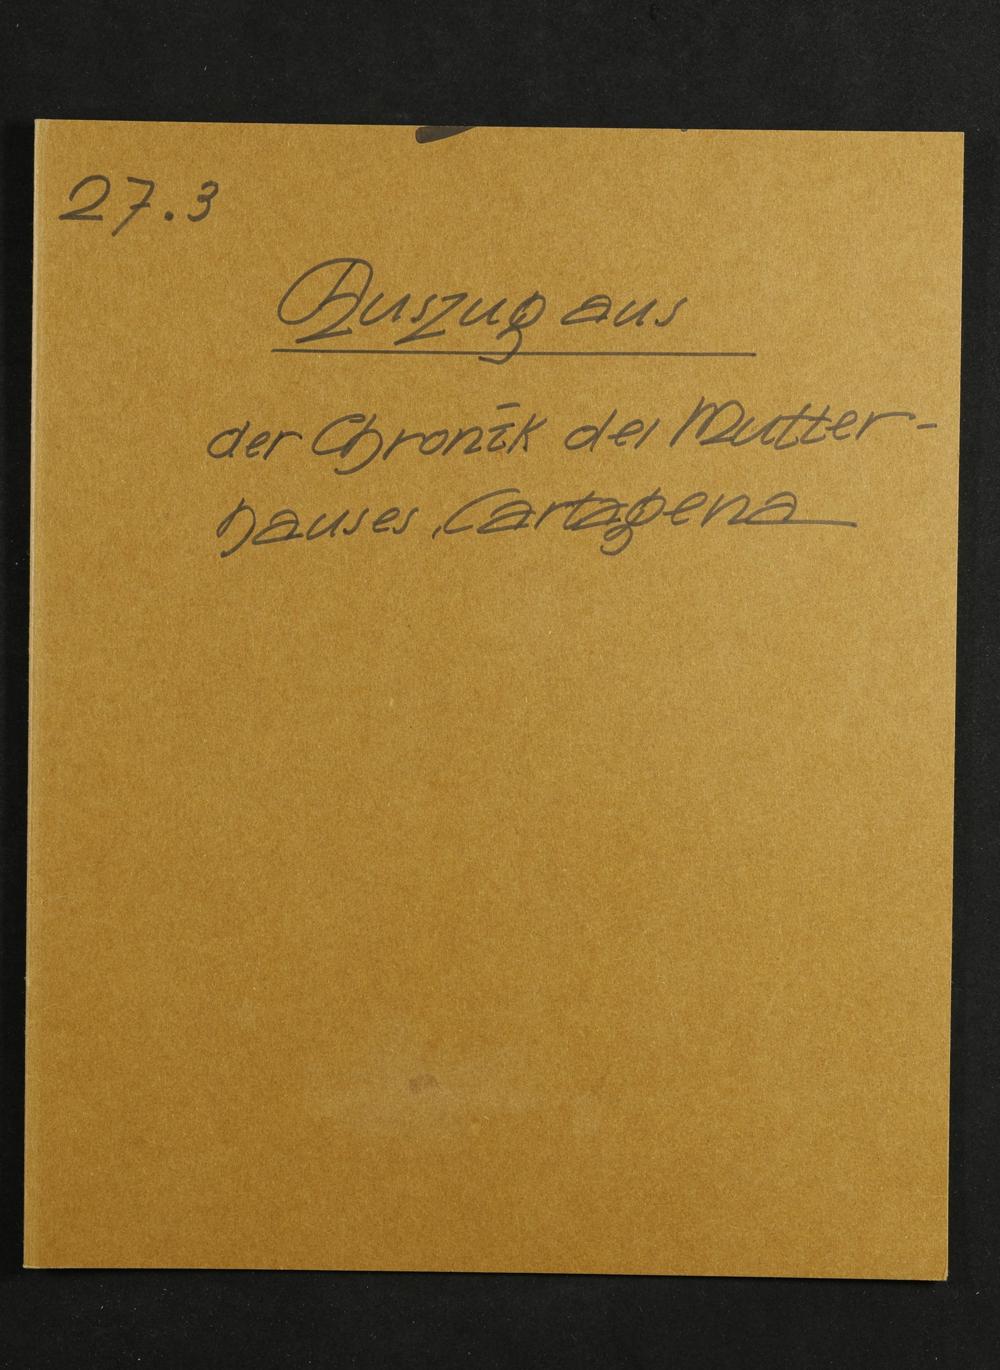 27.3
Auszug aus
der Chronik des Mutter-
hauses, Cartagena